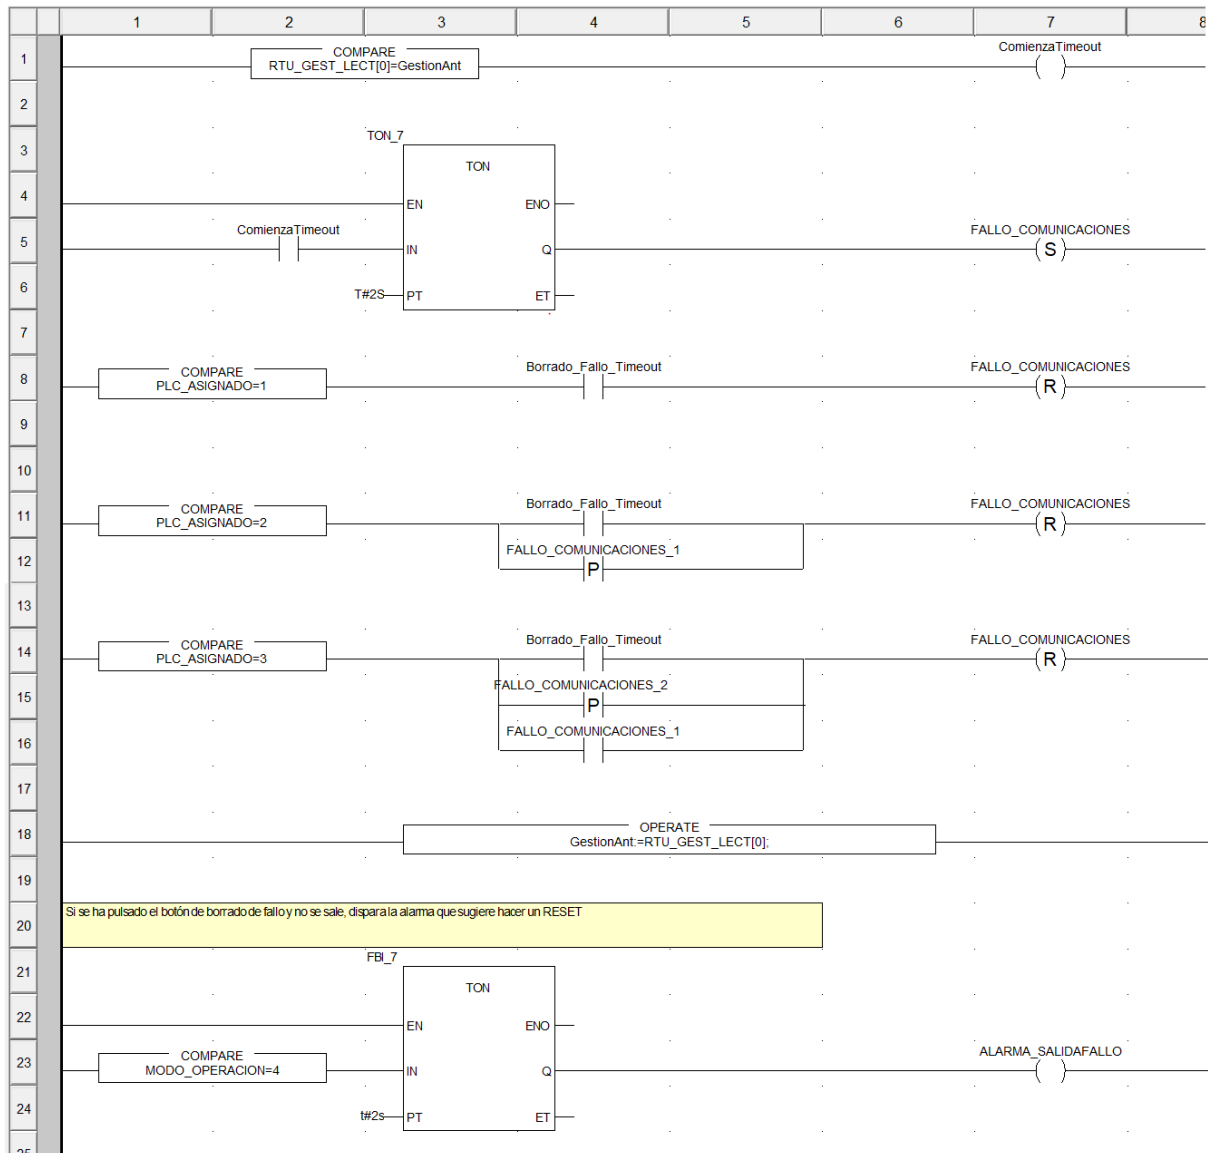 1 2 3 4 5 6 7 8
1
COMPARE
RTU_GEST_LECT[0]=GestionAnt
ComienzaTimeout
( )
2
3
TON_7
TON
4
EN ENO
5
ComienzaTimeout
IN Q
FALLO_COMUNICACIONES
(S)
6
T#2S PT ET
7
8
COMPARE
PLC_ASIGNADO=1
Borrado_Fallo_Timeout
FALLO_COMUNICACIONES
(R)
9
10
11
COMPARE
PLC_ASIGNADO=2
Borrado_Fallo_Timeout
FALLO_COMUNICACIONES
(R)
12
FALLO_COMUNICACIONES_1
P
13
14
COMPARE
PLC_ASIGNADO=3
Borrado_Fallo_Timeout
FALLO_COMUNICACIONES
(R)
15
FALLO_COMUNICACIONES_2
P
16
FALLO_COMUNICACIONES_1
17
18
OPERATE
GestionAnt:=RTU_GEST_LECT[0];
19
20
Si se ha pulsado el botón de borrado de fallo y no se sale, dispara la alarma que sugiere hacer un RESET
21
FBI_7
TON
22
EN ENO
23
COMPARE
MODO_OPERACION=4
IN Q
ALARMA_SALIDAFALLO
( )
24
t#2s PT ET
25